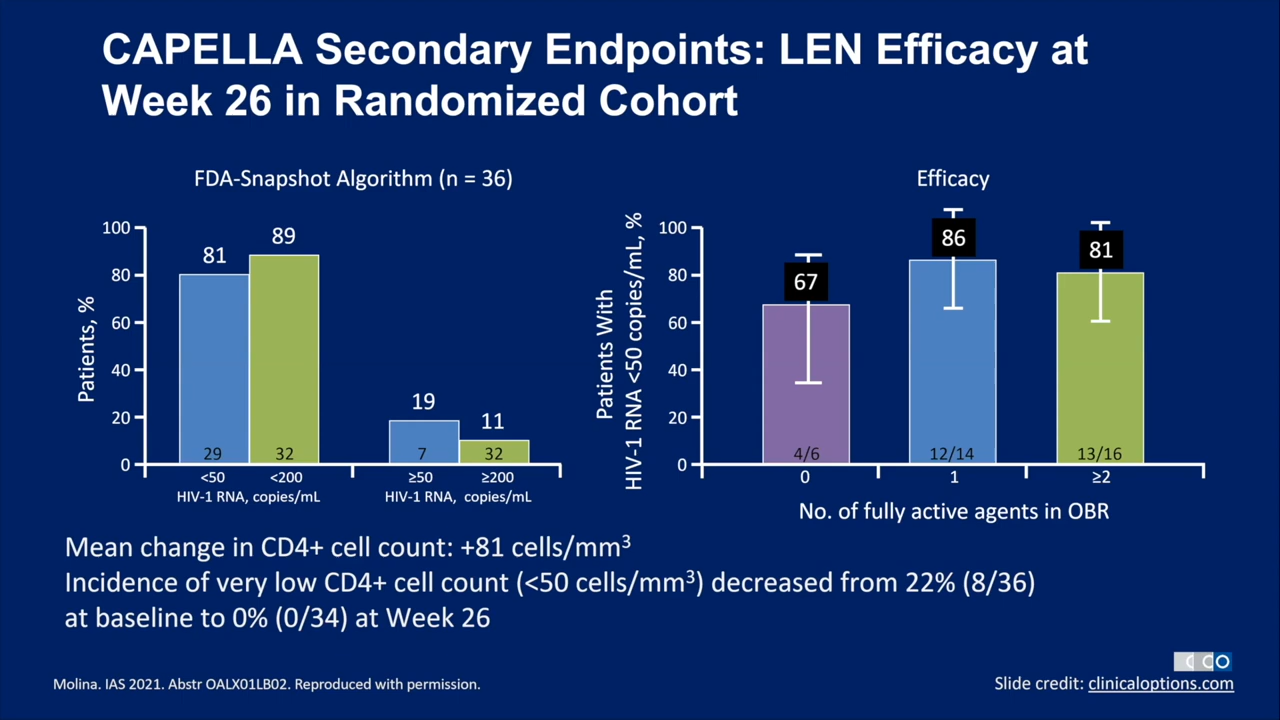 CAPELLA Secondary Endpoints: LEN Efficacy at
Week 26 in Randomized Cohort
FDA-Snapshot Algorithm (n = 36)
Patients, %
100
80
60
40
20
0
81
89
19
11
29
32
7
32
<50
<200
≥50
≥200
HIV-1 RNA, copies/mL
HIV-1 RNA, copies/mL
Efficacy
Patients With
HIV-1 RNA <50 copies/mL, %
100
80
60
40
20
0
67
86
81
4/6
12/14
13/16
0
1
≥2
No. of fully active agents in OBR
Mean change in CD4+ cell count: +81 cells/mm³
Incidence of very low CD4+ cell count (<50 cells/mm³) decreased from 22% (8/36)
at baseline to 0% (0/34) at Week 26
Molina. IAS 2021. Abstr OALX01LB02. Reproduced with permission.
CCO
Slide credit: clinicaloptions.com